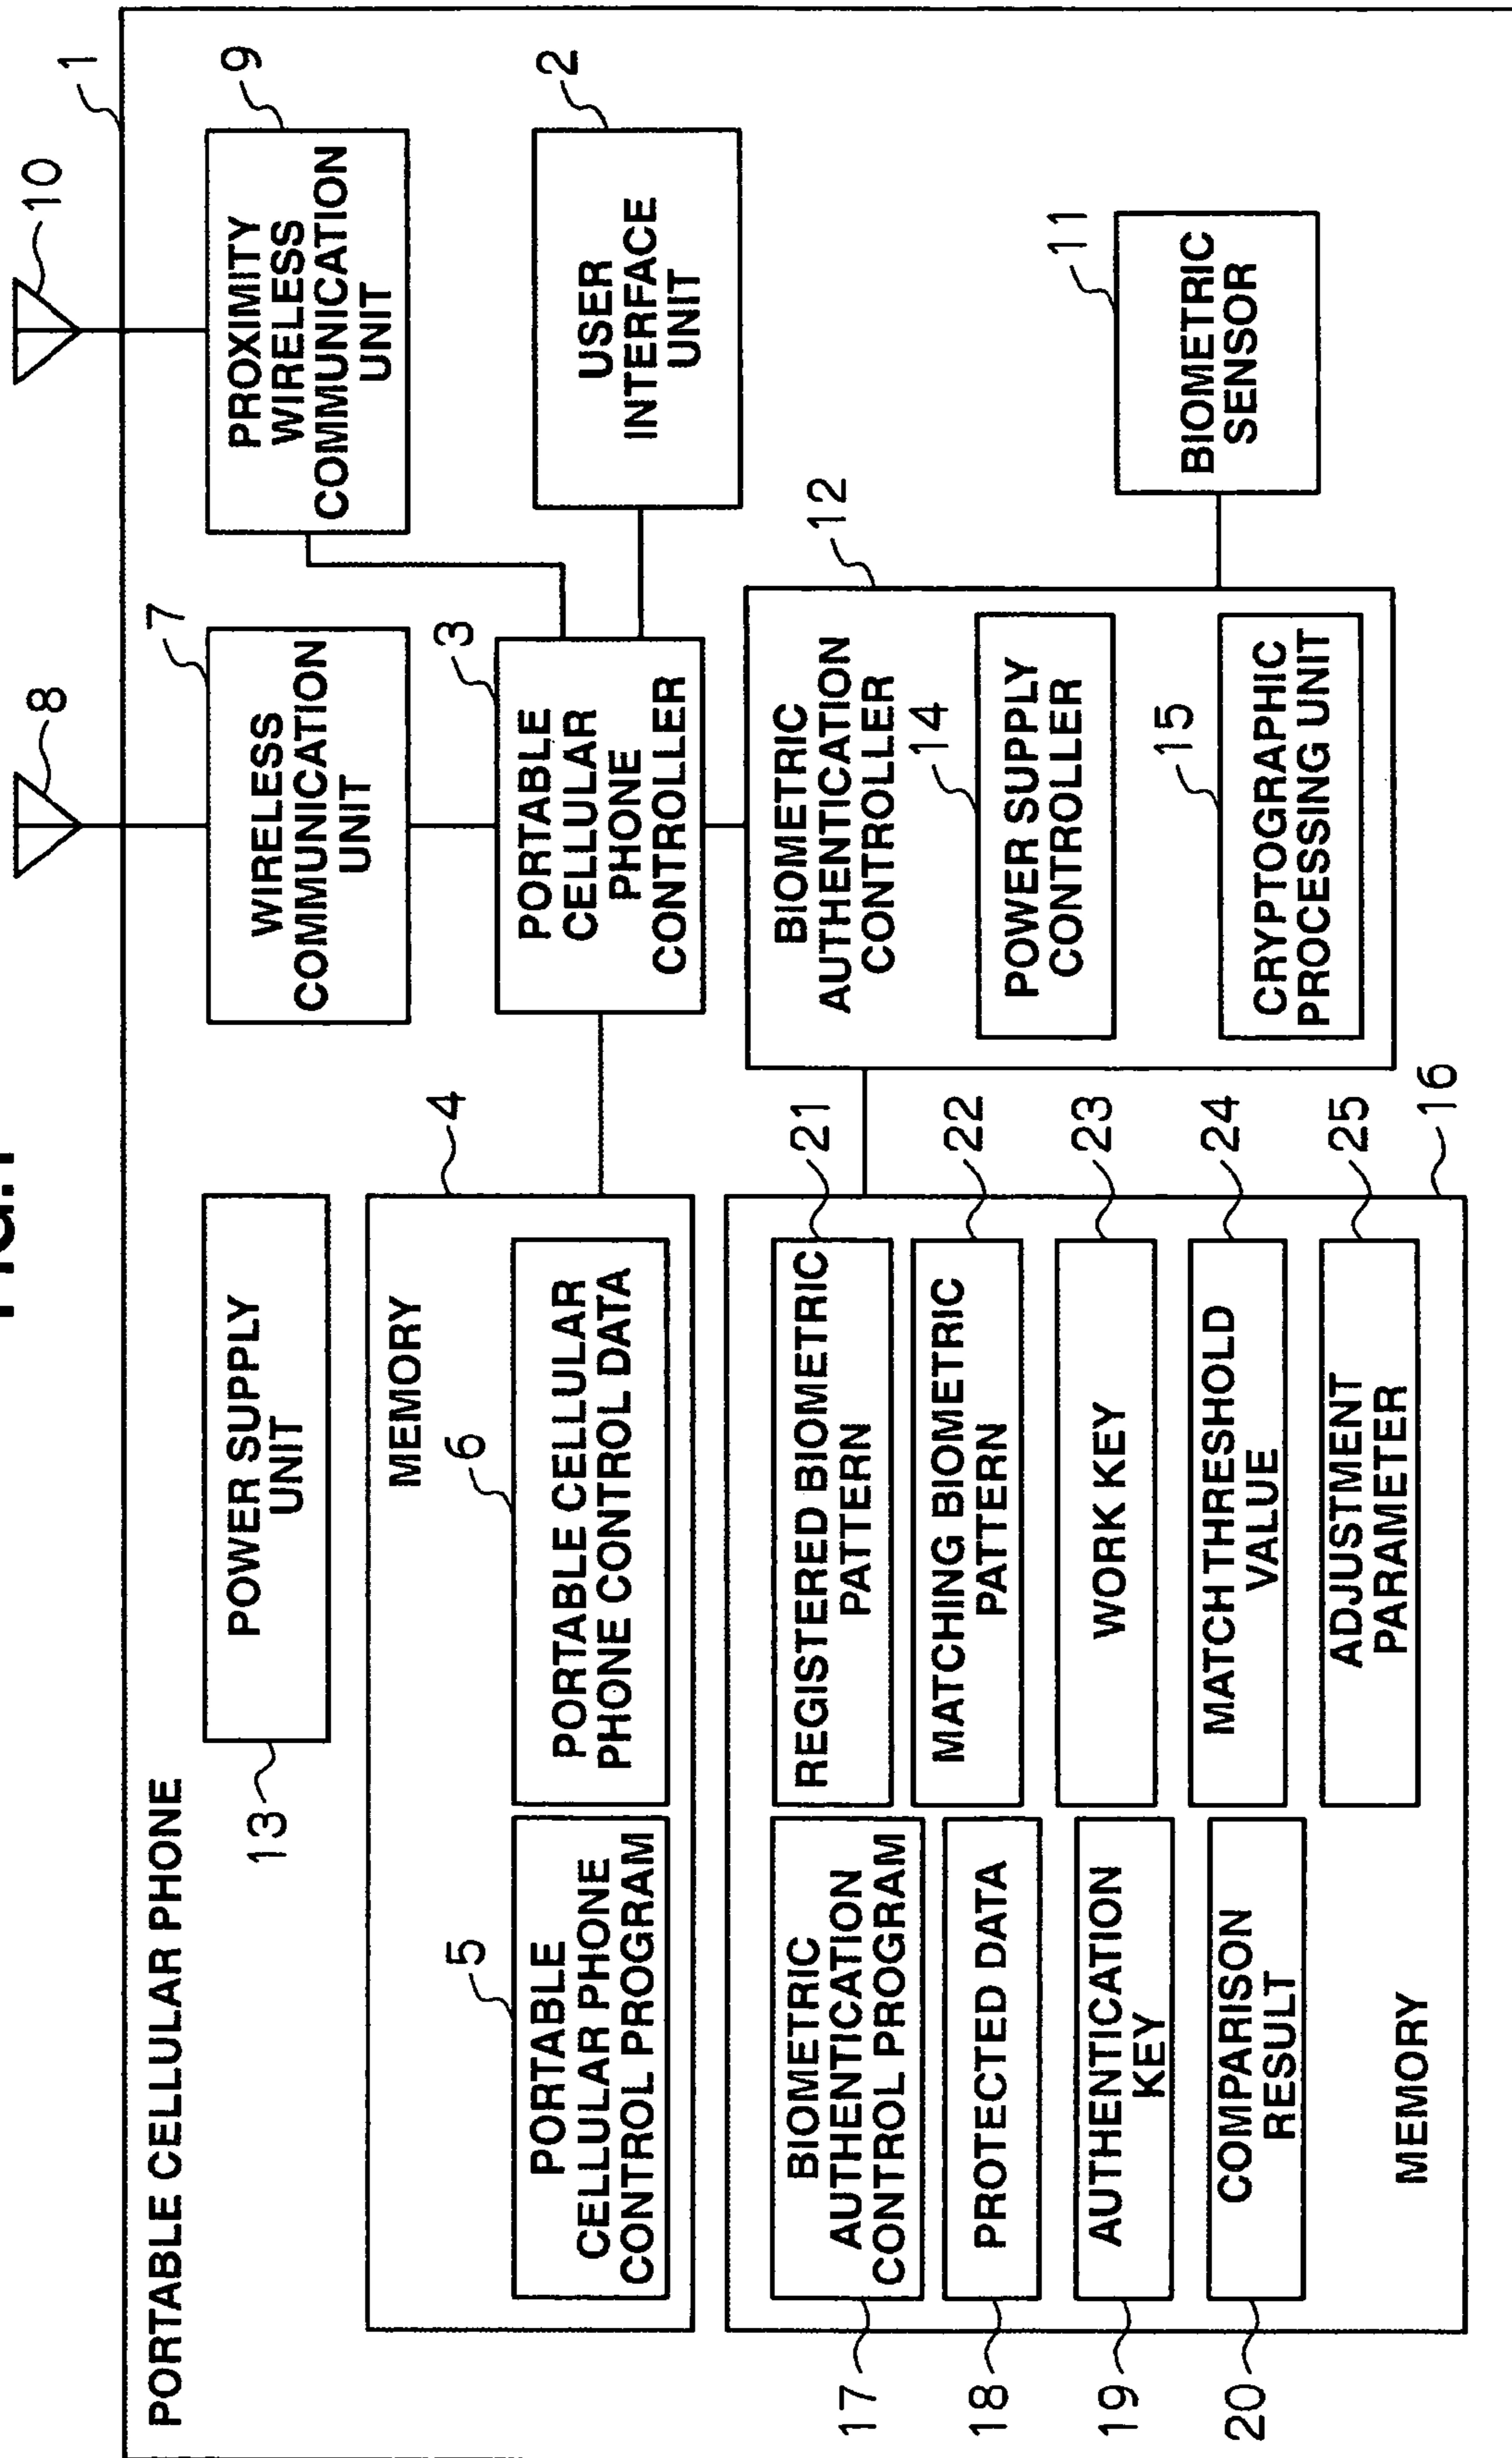 FIG.1
PORTABLE CELLULAR PHONE
1
8
10
13
POWER SUPPLY
UNIT
7
WIRELESS
COMMUNICATION
UNIT
9
PROXIMITY
WIRELESS
COMMUNICATION
UNIT
4
MEMORY
5
PORTABLE
CELLULAR PHONE
CONTROL PROGRAM
6
PORTABLE CELLULAR
PHONE CONTROL DATA
3
PORTABLE
CELLULAR
PHONE
CONTROLLER
2
USER
INTERFACE
UNIT
17
BIOMETRIC
AUTHENTICATION
CONTROL PROGRAM
18
PROTECTED DATA
19
AUTHENTICATION
KEY
20
COMPARISON
RESULT
MEMORY
REGISTERED BIOMETRIC
PATTERN
21
MATCHING BIOMETRIC
PATTERN
22
WORK KEY
23
MATCH THRESHOLD
VALUE
24
ADJUSTMENT
PARAMETER
25
16
12
BIOMETRIC
AUTHENTICATION
CONTROLLER
14
POWER SUPPLY
CONTROLLER
15
CRYPTOGRAPHIC
PROCESSING UNIT
11
BIOMETRIC
SENSOR